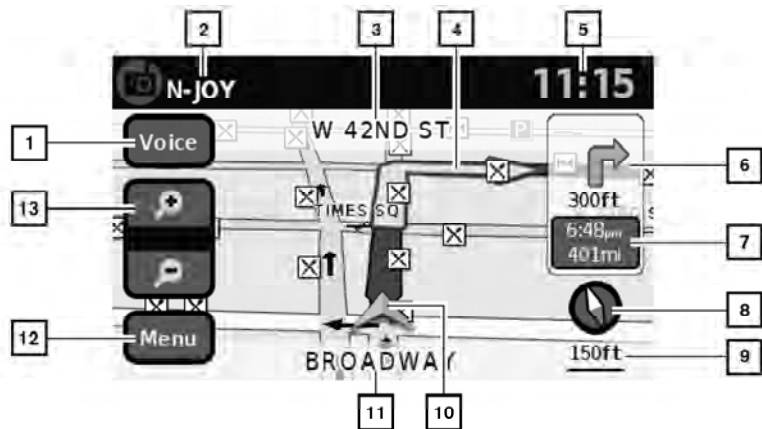 2
3
4
5
N-JOY
11:15
1
Voice
W 42ND ST
P
6
300ft
13
TIMES SQ
6:48pm
401mi
7
8
12
Menu
150ft
9
BROADWAY
11
10